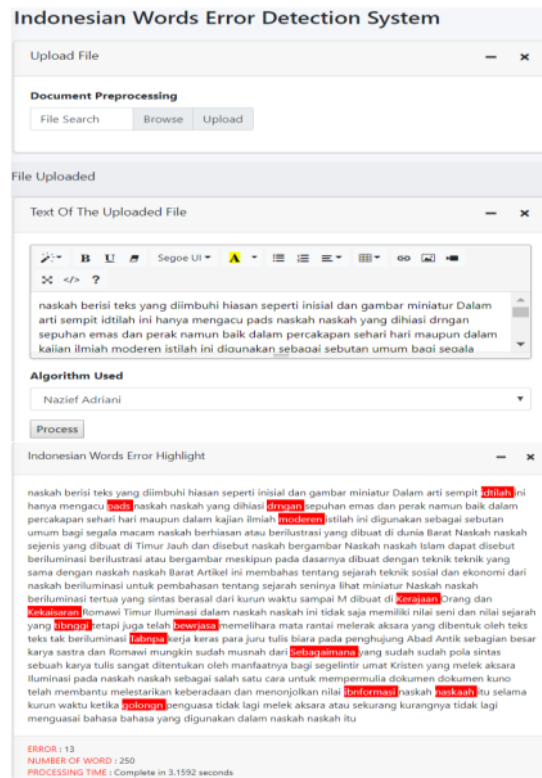 Indonesian Words Error Detection System
Upload File
Document Preprocessing
File Search Browse Upload
File Uploaded
Text Of The Uploaded File
B U Segoe UI A
</> ?
naskah berisi teks yang diimbuhi hiasan seperti inisial dan gambar miniatur Dalam
arti sempit idtilah ini hanya mengacu pads naskah naskah yang dihiasi drngan
sepuhan emas dan perak namun baik dalam percakapan sehari hari maupun dalam
kajian ilmiah moderen istilah ini digunakan sebagai sebutan umum bagi segala
Algorithm Used
Nazief Adriani
Process
Indonesian Words Error Highlight
naskah berisi teks yang diimbuhi hiasan seperti inisial dan gambar miniatur Dalam arti sempit idtilah ini
hanya mengacu pads naskah naskah yang dihiasi drngan sepuhan emas dan perak namun baik dalam
percakapan sehari hari maupun dalam kajian ilmiah moderen istilah ini digunakan sebagai sebutan
umum bagi segala macam naskah berhiasan atau berilustrasi yang dibuat di dunia Barat Naskah naskah
sejenis yang dibuat di Timur Jauh dan disebut naskah bergambar Naskah naskah Islam dapat disebut
beriluminasi berilustrasi atau bergambar meskipun pada dasarnya dibuat dengan teknik teknik yang
sama dengan naskah naskah Barat Artikel ini membahas tentang sejarah teknik sosial dan ekonomi dari
naskah beriluminasi untuk pembahasan tentang sejarah seninya lihat miniatur Naskah naskah
beriluminasi tertua yang sintas berasal dari kurun waktu sampai M dibuat di Kerajaan Orang dan
Kekaisaran Romawi Timur Iluminasi dalam naskah naskah ini tidak saja memiliki nilai seni dan nilai sejarah
yang tibnggi tetapi juga telah bewrjasa memelihara mata rantai melerak aksara yang dibentuk oleh teks
teks tak beriluminasi Tabnpa kerja keras para juru tulis biara pada penghujung Abad Antik sebagian besar
karya sastra dan Romawi mungkin sudah musnah dari Sebagaimana yang sudah sudah pola sintas
sebuah karya tulis sangat ditentukan oleh manfaatnya bagi segelintir umat Kristen yang melek aksara
Iluminasi pada naskah naskah sebagai salah satu cara untuk mempermulia dokumen dokumen kuno
telah membantu melestarikan keberadaan dan menonjolkan nilai ibnformasi naskah naskaah itu selama
kurun waktu ketika golongn penguasa tidak lagi melek aksara atau sekurang kurangnya tidak lagi
menguasai bahasa bahasa yang digunakan dalam naskah naskah itu
ERROR : 13
NUMBER OF WORD : 250
PROCESSING TIME : Complete in 3.1592 seconds